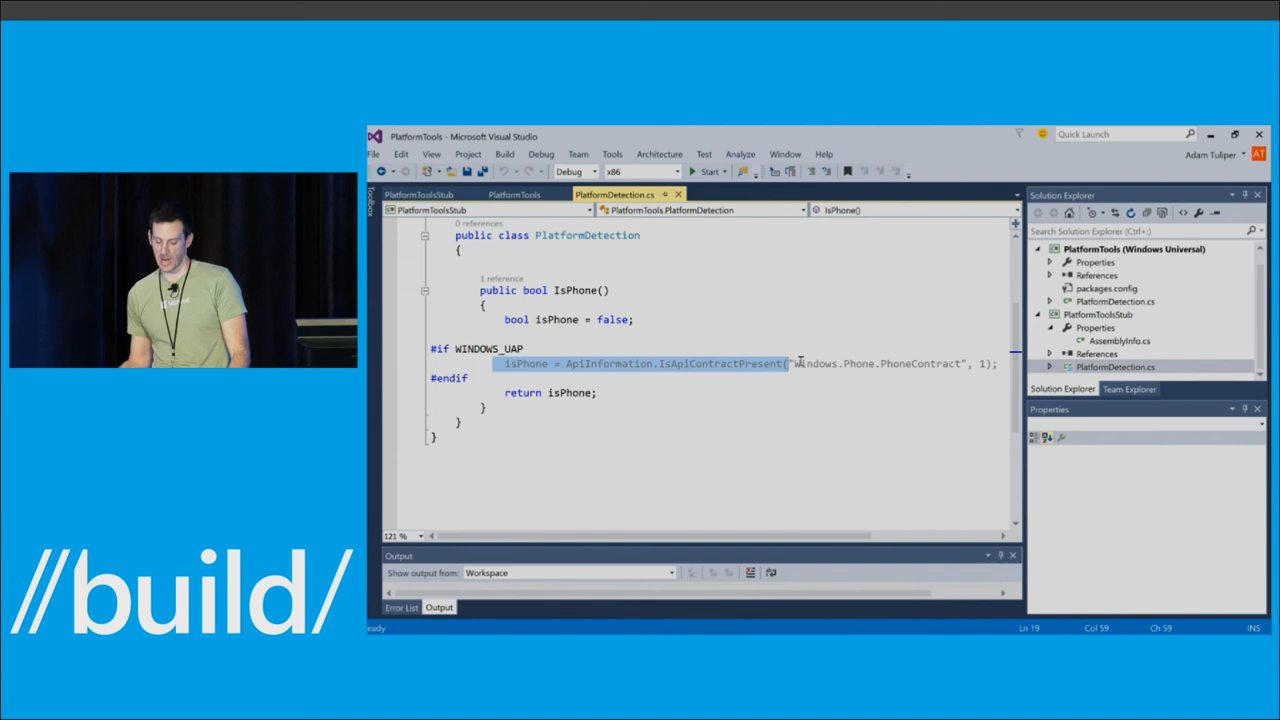 PlatformTools - Microsoft Visual Studio
Quick Launch
File Edit View Project Build Debug Team Tools Architecture Test Analyze Window Help
Adam Tuliper AT
Debug x86 Start
Toolbox
PlatformToolsStub PlatformTools PlatformDetection.cs
PlatformToolsStub PlatformTools.PlatformDetection IsPhone()
0 references
public class PlatformDetection
{
1 reference
public bool IsPhone()
{
bool isPhone = false;
#if WINDOWS_UAP
isPhone = ApiInformation.IsApiContractPresent("Windows.Phone.PhoneContract", 1);
#endif
return isPhone;
}
}
}
121 %
Output
Show output from: Workspace
Error List Output
Solution Explorer
Search Solution Explorer (Ctrl+;)
PlatformTools (Windows Universal)
Properties
References
packages.config
PlatformDetection.cs
PlatformToolsStub
Properties
AssemblyInfo.cs
References
PlatformDetection.cs
Solution Explorer Team Explorer
Properties
eady
Ln 19 Col 59 Ch 59 INS
//build/